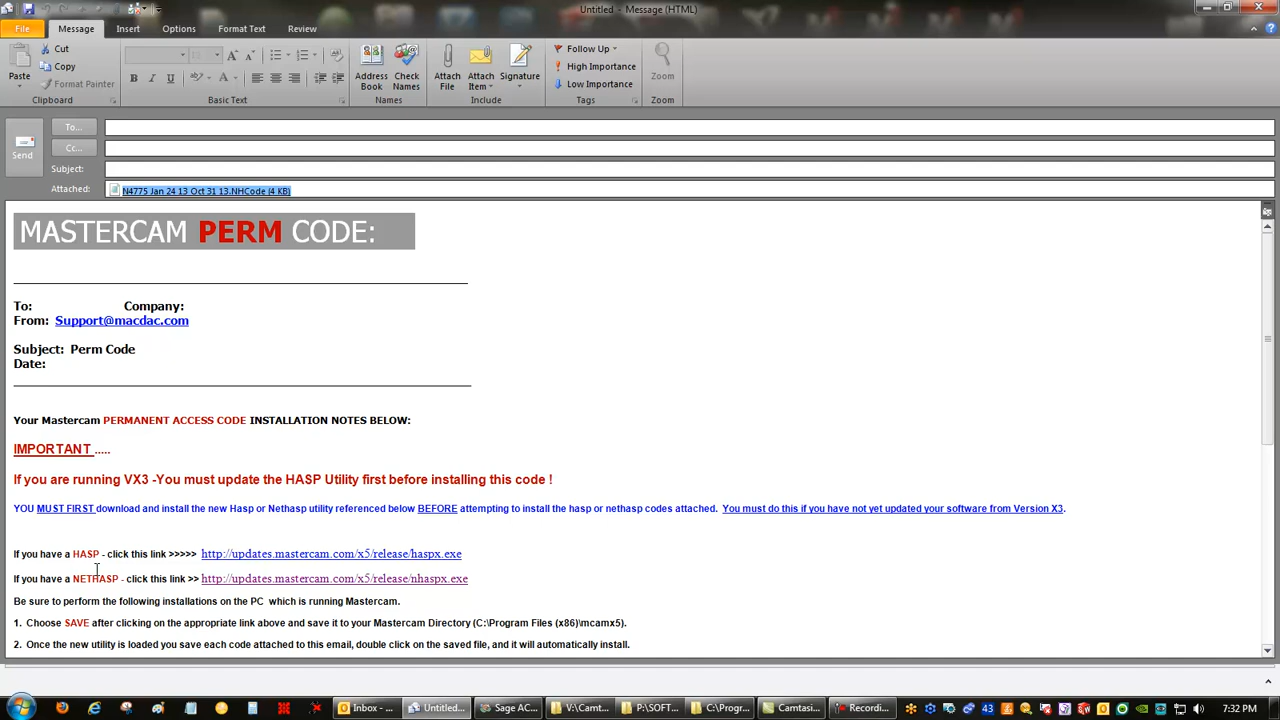 Untitled - Message (HTML)
File Message Insert Options Format Text Review
Paste
Cut
Copy
Format Painter
Clipboard
B I U
Basic Text
Address Book
Check Names
Names
Attach File
Attach Item
Signature
Include
Follow Up
High Importance
Low Importance
Tags
Zoom
Zoom
Send
To...
Cc...
Subject:
Attached: N4775 Jan 24 13 Oct 31 13.NHCode (4 KB)
MASTERCAM PERM CODE:
To: Company:
From: Support@macdac.com
Subject: Perm Code
Date:
Your Mastercam PERMANENT ACCESS CODE INSTALLATION NOTES BELOW:
IMPORTANT .....
If you are running VX3 -You must update the HASP Utility first before installing this code !
YOU MUST FIRST download and install the new Hasp or Nethasp utility referenced below BEFORE attempting to install the hasp or nethasp codes attached. You must do this if you have not yet updated your software from Version X3.
If you have a HASP - click this link >>>>> http://updates.mastercam.com/x5/release/haspx.exe
If you have a NETHASP - click this link >> http://updates.mastercam.com/x5/release/nhaspx.exe
Be sure to perform the following installations on the PC which is running Mastercam.
1. Choose SAVE after clicking on the appropriate link above and save it to your Mastercam Directory (C:\Program Files (x86)\mcamx5).
2. Once the new utility is loaded you save each code attached to this email, double click on the saved file, and it will automatically install.
Inbox - ... Untitled... Sage AC... V:\Camt... P:\SOFT... C:\Progr... Camtasi... Recordi... 43 7:32 PM